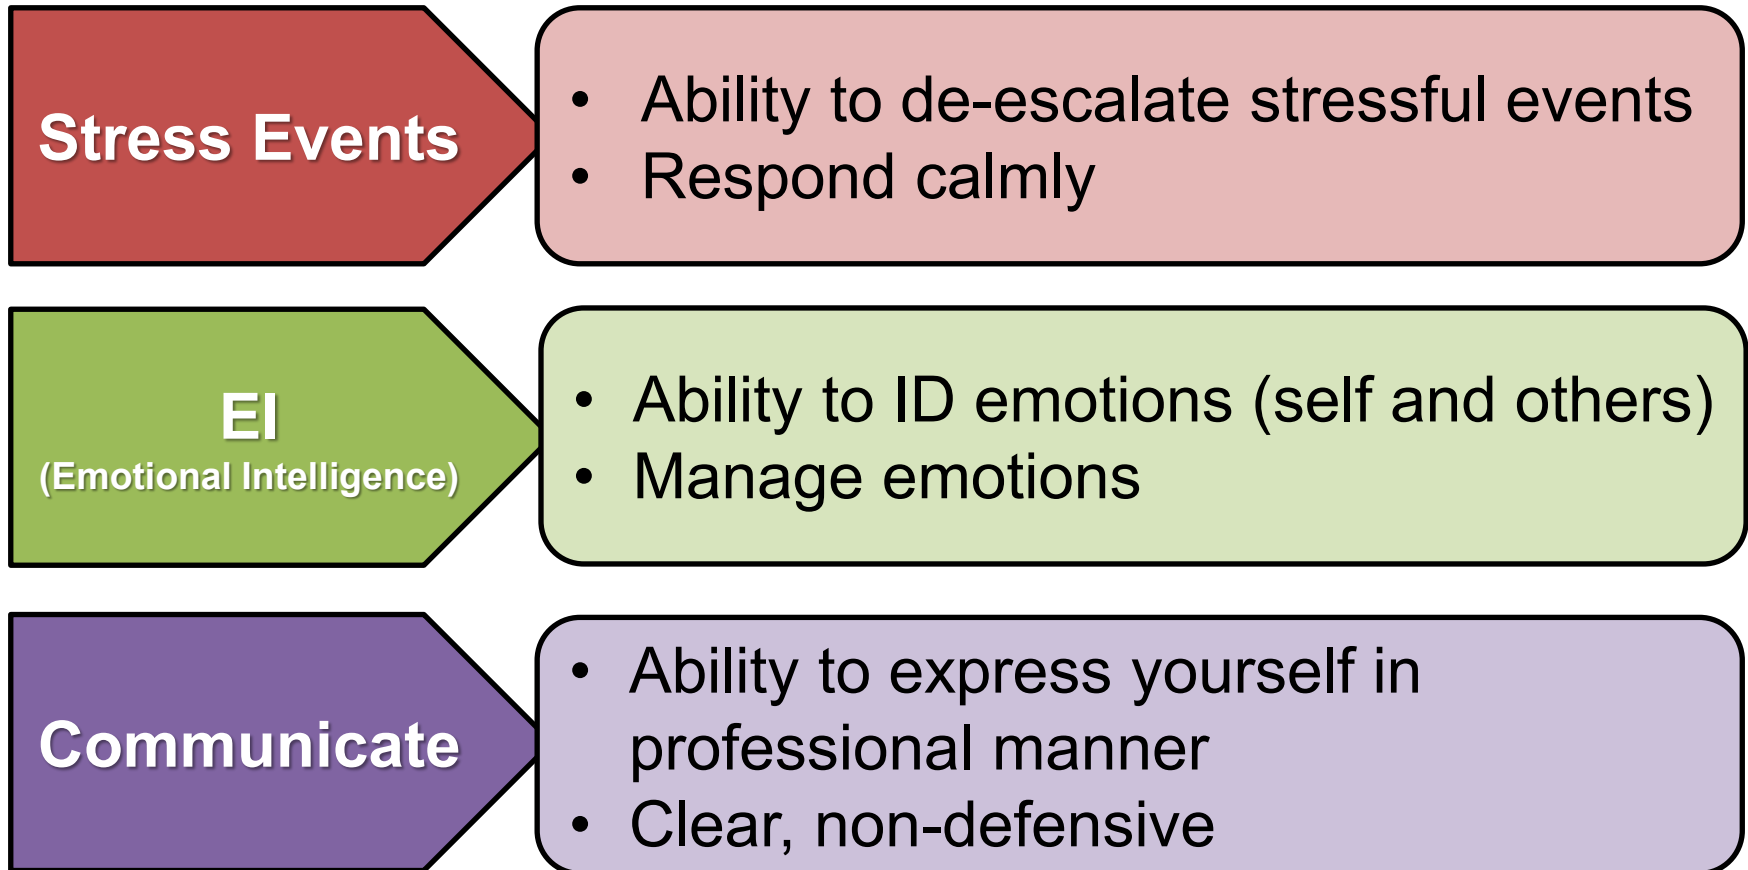 Stress Events
• Ability to de-escalate stressful events
• Respond calmly
EI
(Emotional Intelligence)
• Ability to ID emotions (self and others)
• Manage emotions
Communicate
• Ability to express yourself in
professional manner
• Clear, non-defensive